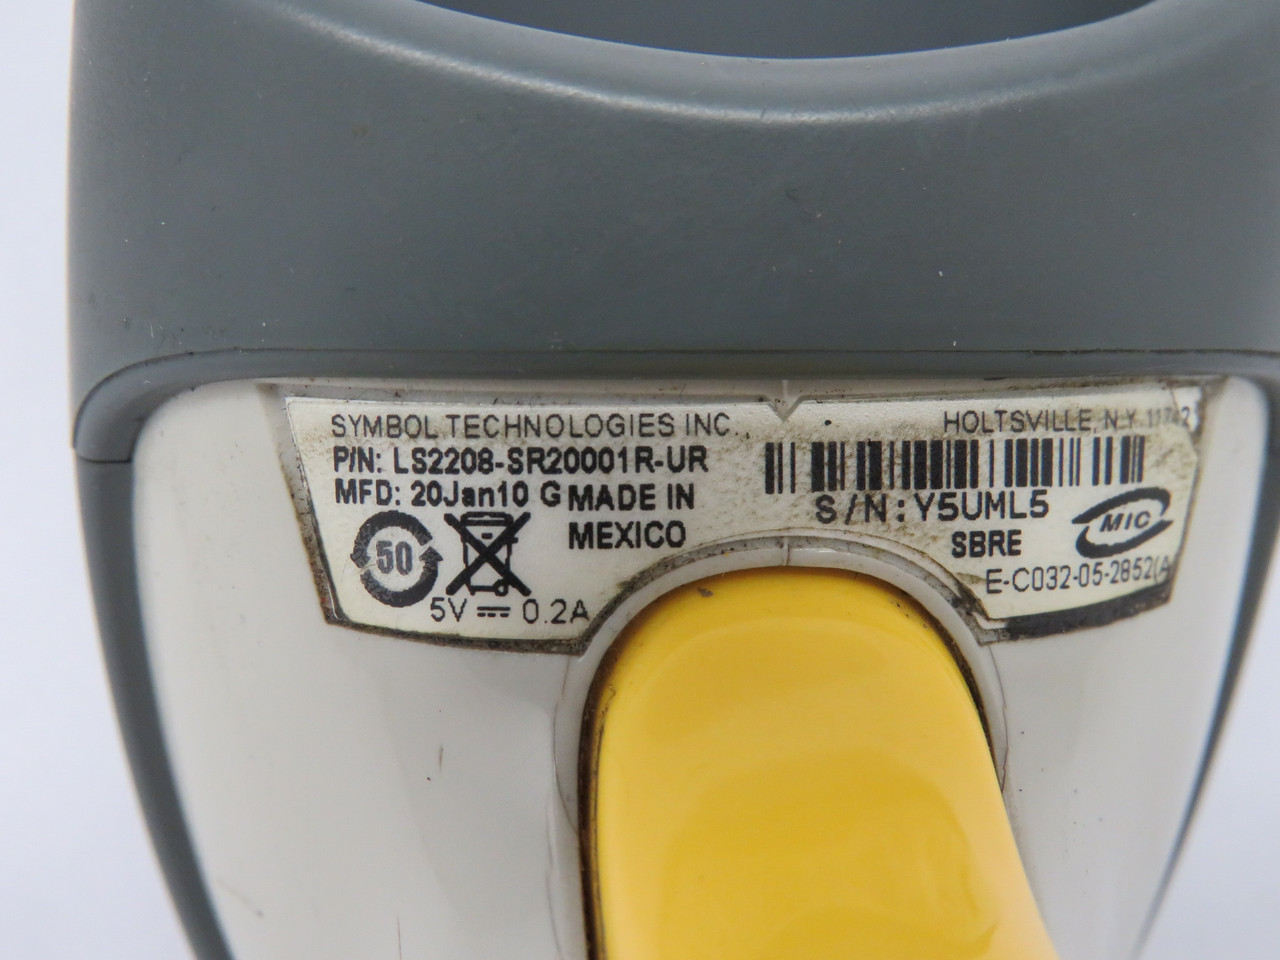 SYMBOL TECHNOLOGIES INC., HOLTSVILLE, N.Y. 11742
P/N: LS2208-SR20001R-UR
MFD: 20Jan10 G MADE IN
MEXICO
S/N: Y5UML5
50
SBRE
MIC
E-C032-05-2852(A
5V ⎓ 0.2A